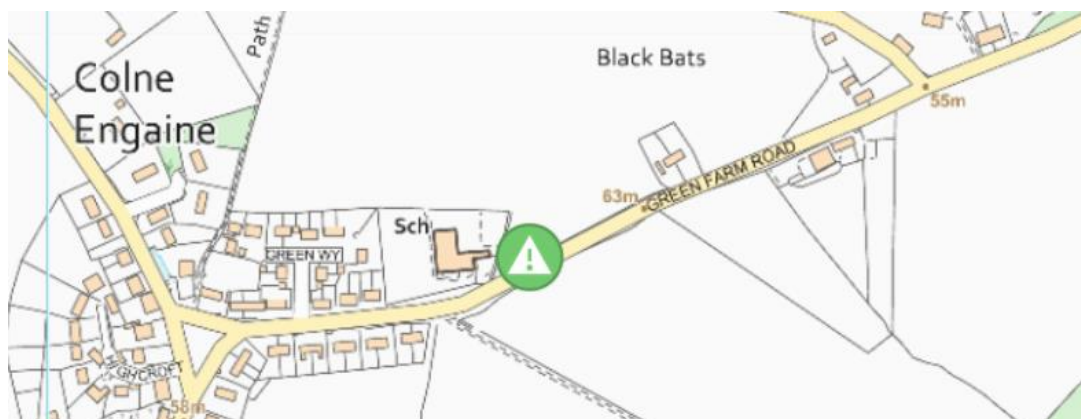 Path
Black Bats
Colne
Engaine
55m
GREEN FARM ROAD
63m
Sch
GREEN WY
58m